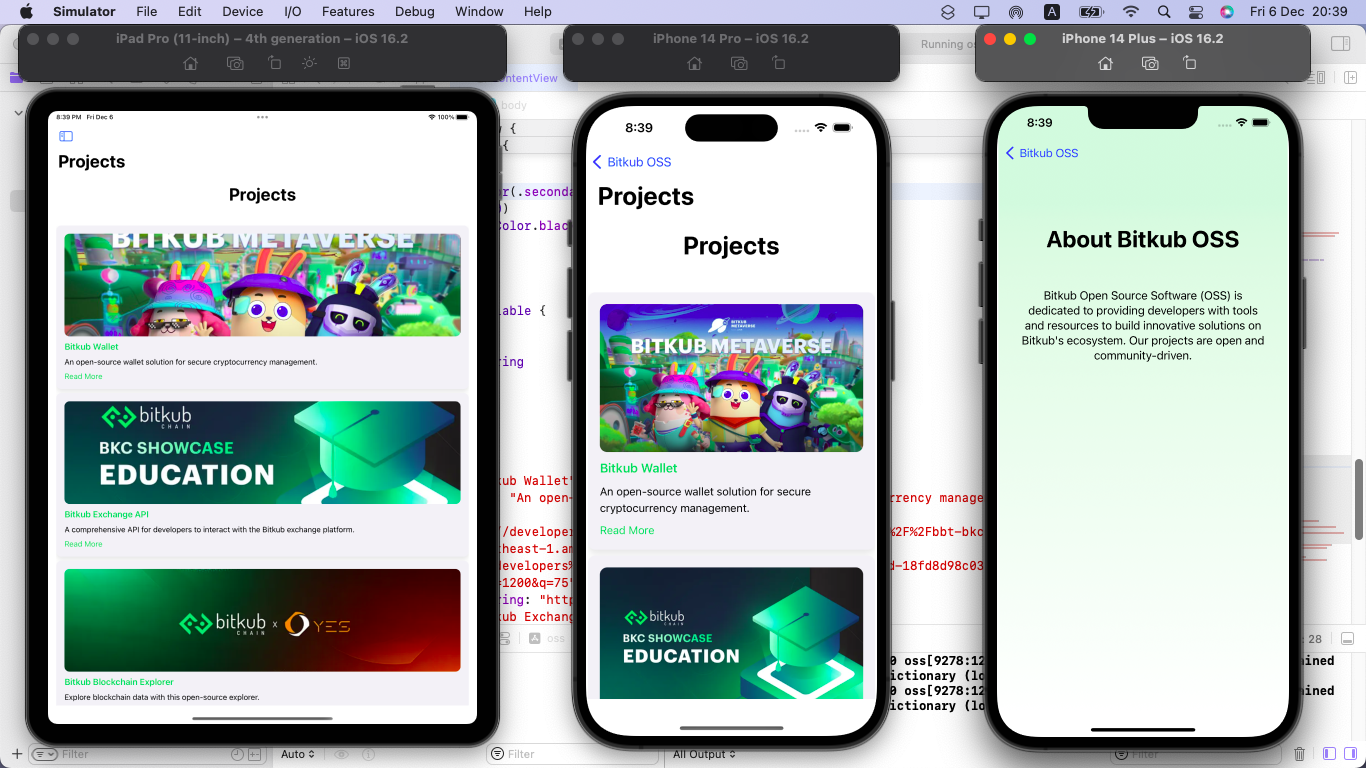 Simulator File Edit Device I/O Features Debug Window Help
A
Fri 6 Dec 20:39
iPad Pro (11-inch) – 4th generation – iOS 16.2
iPhone 14 Pro – iOS 16.2
Running os
iPhone 14 Plus – iOS 16.2
ntentView
body
8:39 PM Fri Dec 6
100%
Projects
Projects
BITKUB METAVERSE
Bitkub Wallet
An open-source wallet solution for secure cryptocurrency management.
Read More
bitkub
CHAIN
BKC SHOWCASE
EDUCATION
Bitkub Exchange API
A comprehensive API for developers to interact with the Bitkub exchange platform.
Read More
bitkub
CHAIN
x
YES
Bitkub Blockchain Explorer
Explore blockchain data with this open-source explorer.
{
{
r(.seconda
)
Color.blac
lable {
ring
kub Wallet"
"An open-
//developer
theast-1.am
developers%
=1200&q=75"
ring: "http
kub Exchang
oss
8:39
Bitkub OSS
Projects
Projects
BITKUB
METAVERSE
BITKUB METAVERSE
Bitkub Wallet
An open-source wallet solution for secure
cryptocurrency management.
Read More
bitkub
CHAIN
BKC SHOWCASE
EDUCATION
rrency manage
%2F%2Fbbt-bkc
d-18fd8d98c03
0 oss[9278:12
ictionary (lo
0 oss[9278:12
ictionary (lo
8:39
Bitkub OSS
About Bitkub OSS
Bitkub Open Source Software (OSS) is
dedicated to providing developers with tools
and resources to build innovative solutions on
Bitkub's ecosystem. Our projects are open and
community-driven.
: 28
ined
ined
Filter
Auto
Filter
All Output
Filter